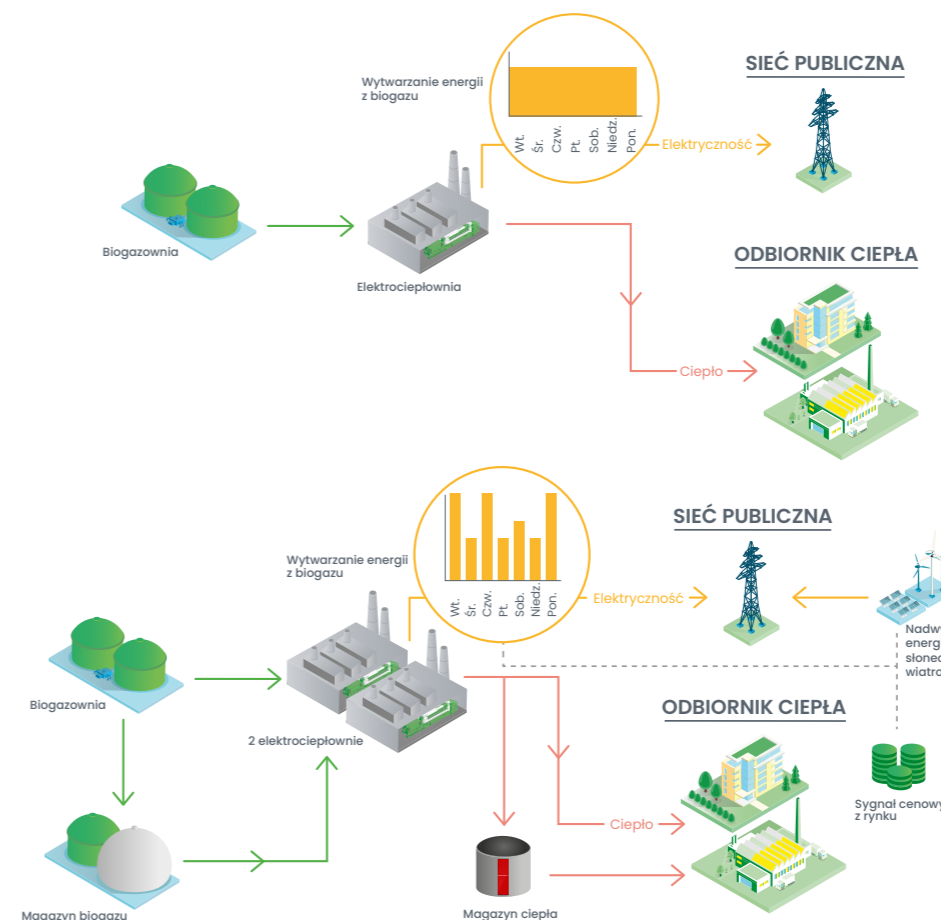 SIEĆ PUBLICZNA
Wytwarzanie energii
z biogazu
Wt.
Śr.
Czw.
Pt.
Sob.
Niedz.
Pon.
Elektryczność
Biogazownia
Elektrociepłownia
ODBIORNIK CIEPŁA
Ciepło
SIEĆ PUBLICZNA
Wytwarzanie energii
z biogazu
Wt.
Śr.
Czw.
Pt.
Sob.
Niedz.
Pon.
Elektryczność
Biogazownia
2 elektrociepłownie
ODBIORNIK CIEPŁA
Sygnał cenowy
z rynku
Ciepło
Magazyn biogazu
Magazyn ciepła